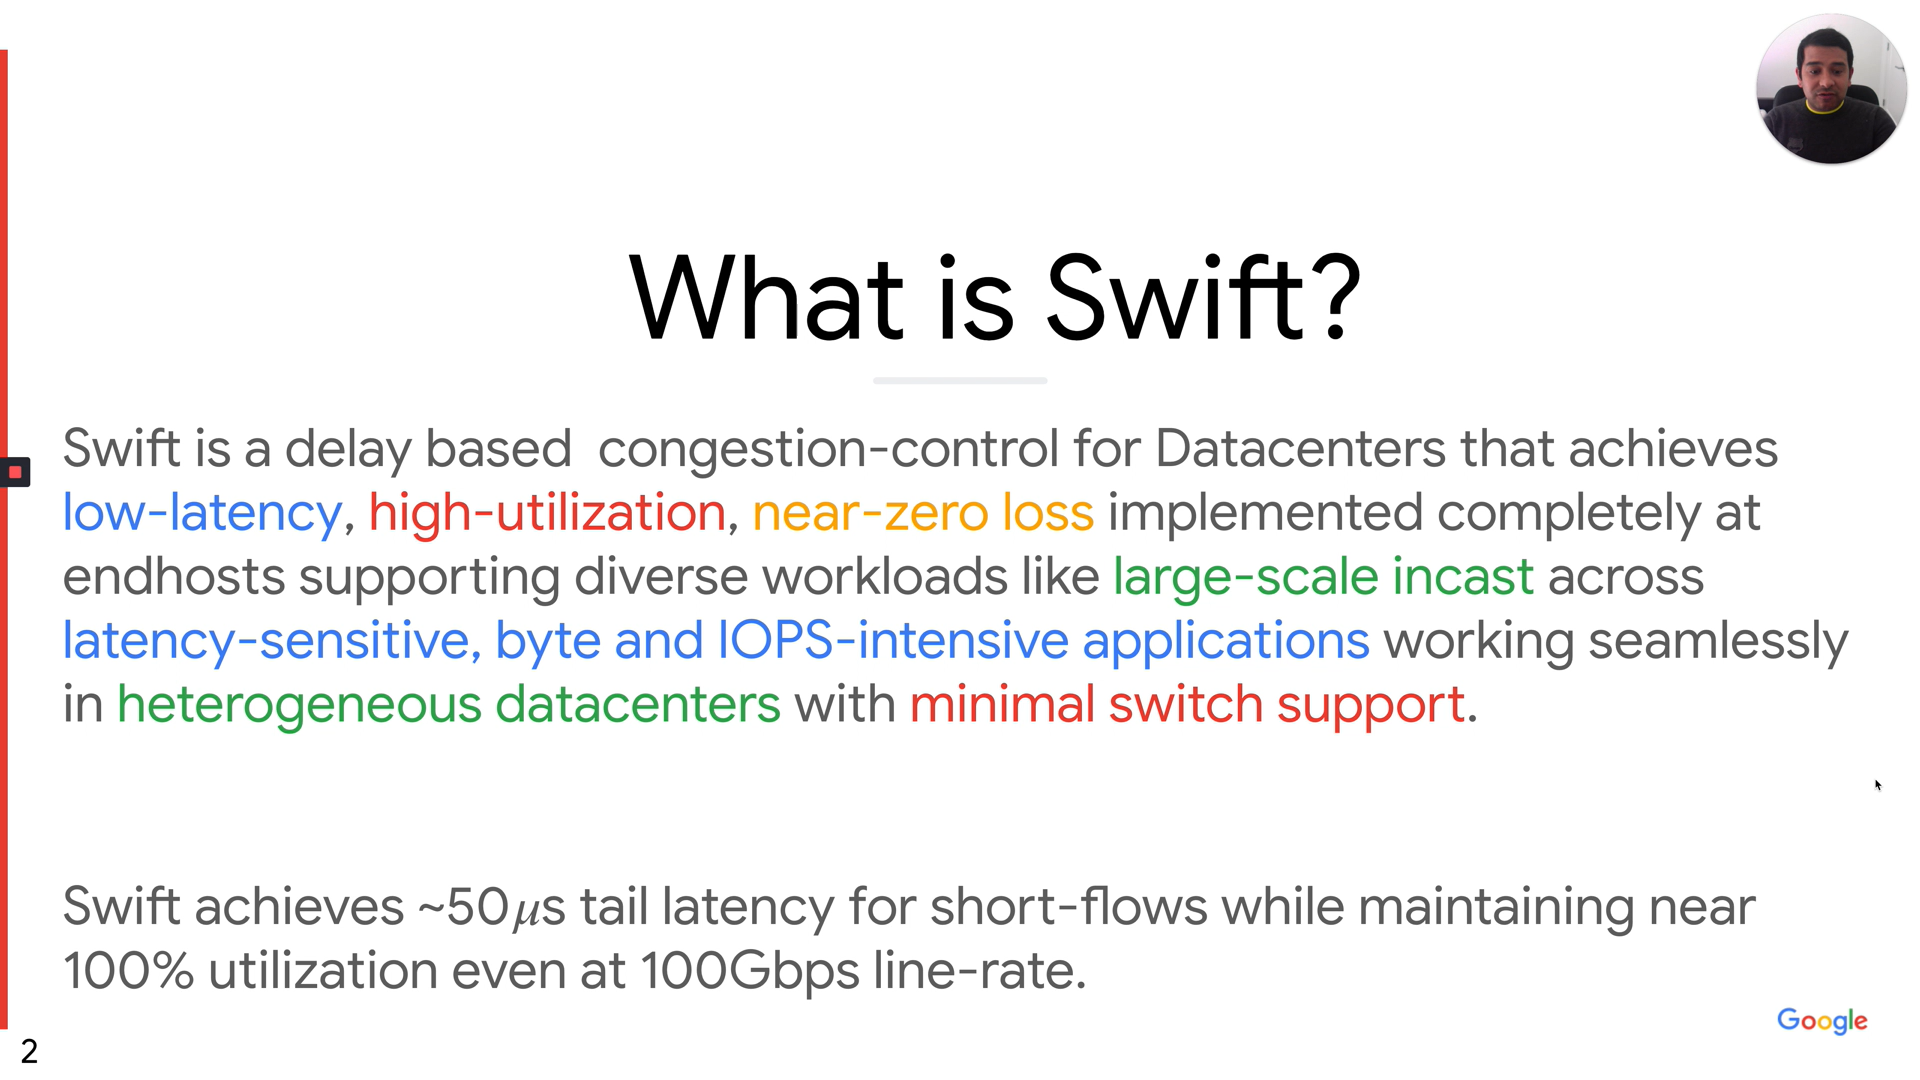 What is Swift?
Swift is a delay based  congestion-control for Datacenters that achieves
low-latency, high-utilization, near-zero loss implemented completely at
endhosts supporting diverse workloads like large-scale incast across
latency-sensitive, byte and IOPS-intensive applications working seamlessly
in heterogeneous datacenters with minimal switch support.
Swift achieves ~50μs tail latency for short-flows while maintaining near
100% utilization even at 100Gbps line-rate.
Google
2